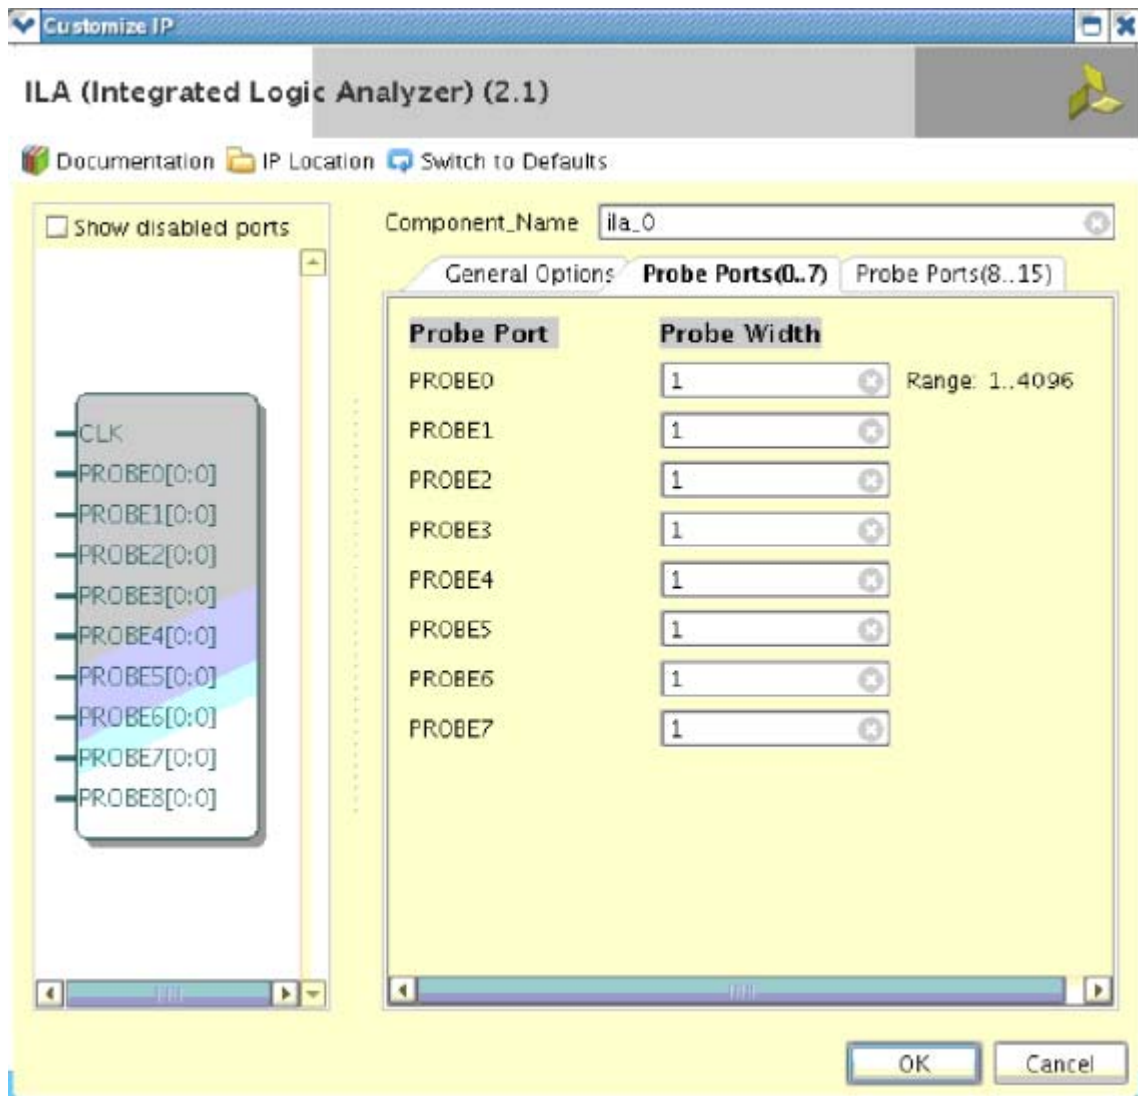 Customize IP
ILA (Integrated Logic Analyzer) (2.1)
Documentation IP Location Switch to Defaults
Show disabled ports
CLK
PROBE0[0:0]
PROBE1[0:0]
PROBE2[0:0]
PROBE3[0:0]
PROBE4[0:0]
PROBE5[0:0]
PROBE6[0:0]
PROBE7[0:0]
PROBE8[0:0]
Component_Name ila_0
General Options Probe Ports(0..7) Probe Ports(8..15)
Probe Port Probe Width
PROBE0 1 Range: 1..4096
PROBE1 1
PROBE2 1
PROBE3 1
PROBE4 1
PROBE5 1
PROBE6 1
PROBE7 1
OK Cancel